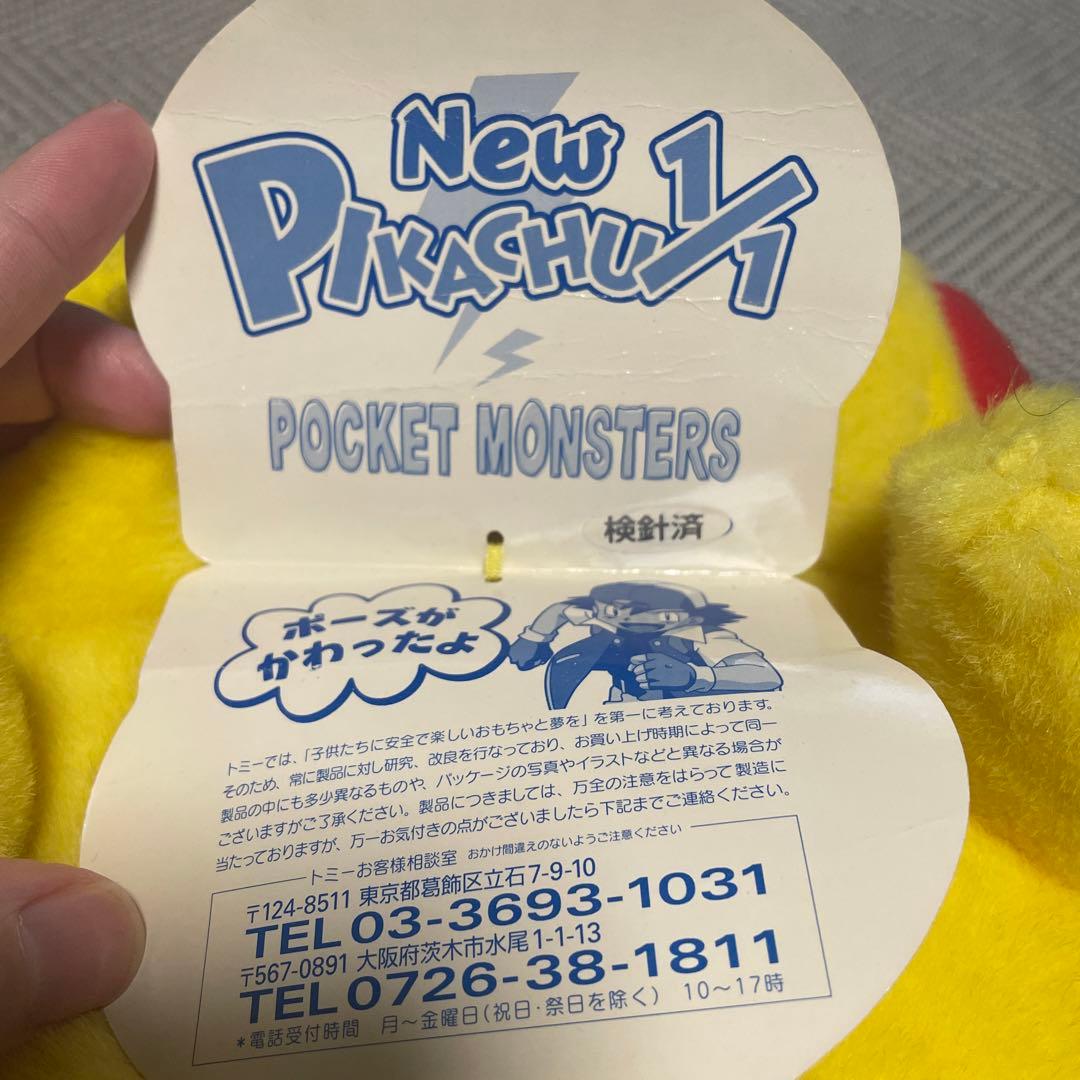 New
PIKACHU 1/1
POCKET MONSTERS
検針済
ポーズが
かわったよ
トミーでは、「子供たちに安全で楽しいおもちゃと夢を」を第一に考えております。
そのため、常に製品に対し研究、改良を行なっており、お買い上げ時期によって同一
製品の中にも多少異なるものや、パッケージの写真やイラストなどと異なる場合が
ございますがご了承ください。製品につきましては、万全の注意をはらって製造に
当たっておりますが、万一お気付きの点がございましたら下記までご連絡ください。
トミーお客様相談室 おかけ間違えのないようご注意ください
〒124-8511 東京都葛飾区立石7-9-10
TEL 03-3693-1031
〒567-0891 大阪府茨木市水尾1-1-13
TEL 0726-38-1811
*電話受付時間 月～金曜日(祝日・祭日を除く) 10～17時